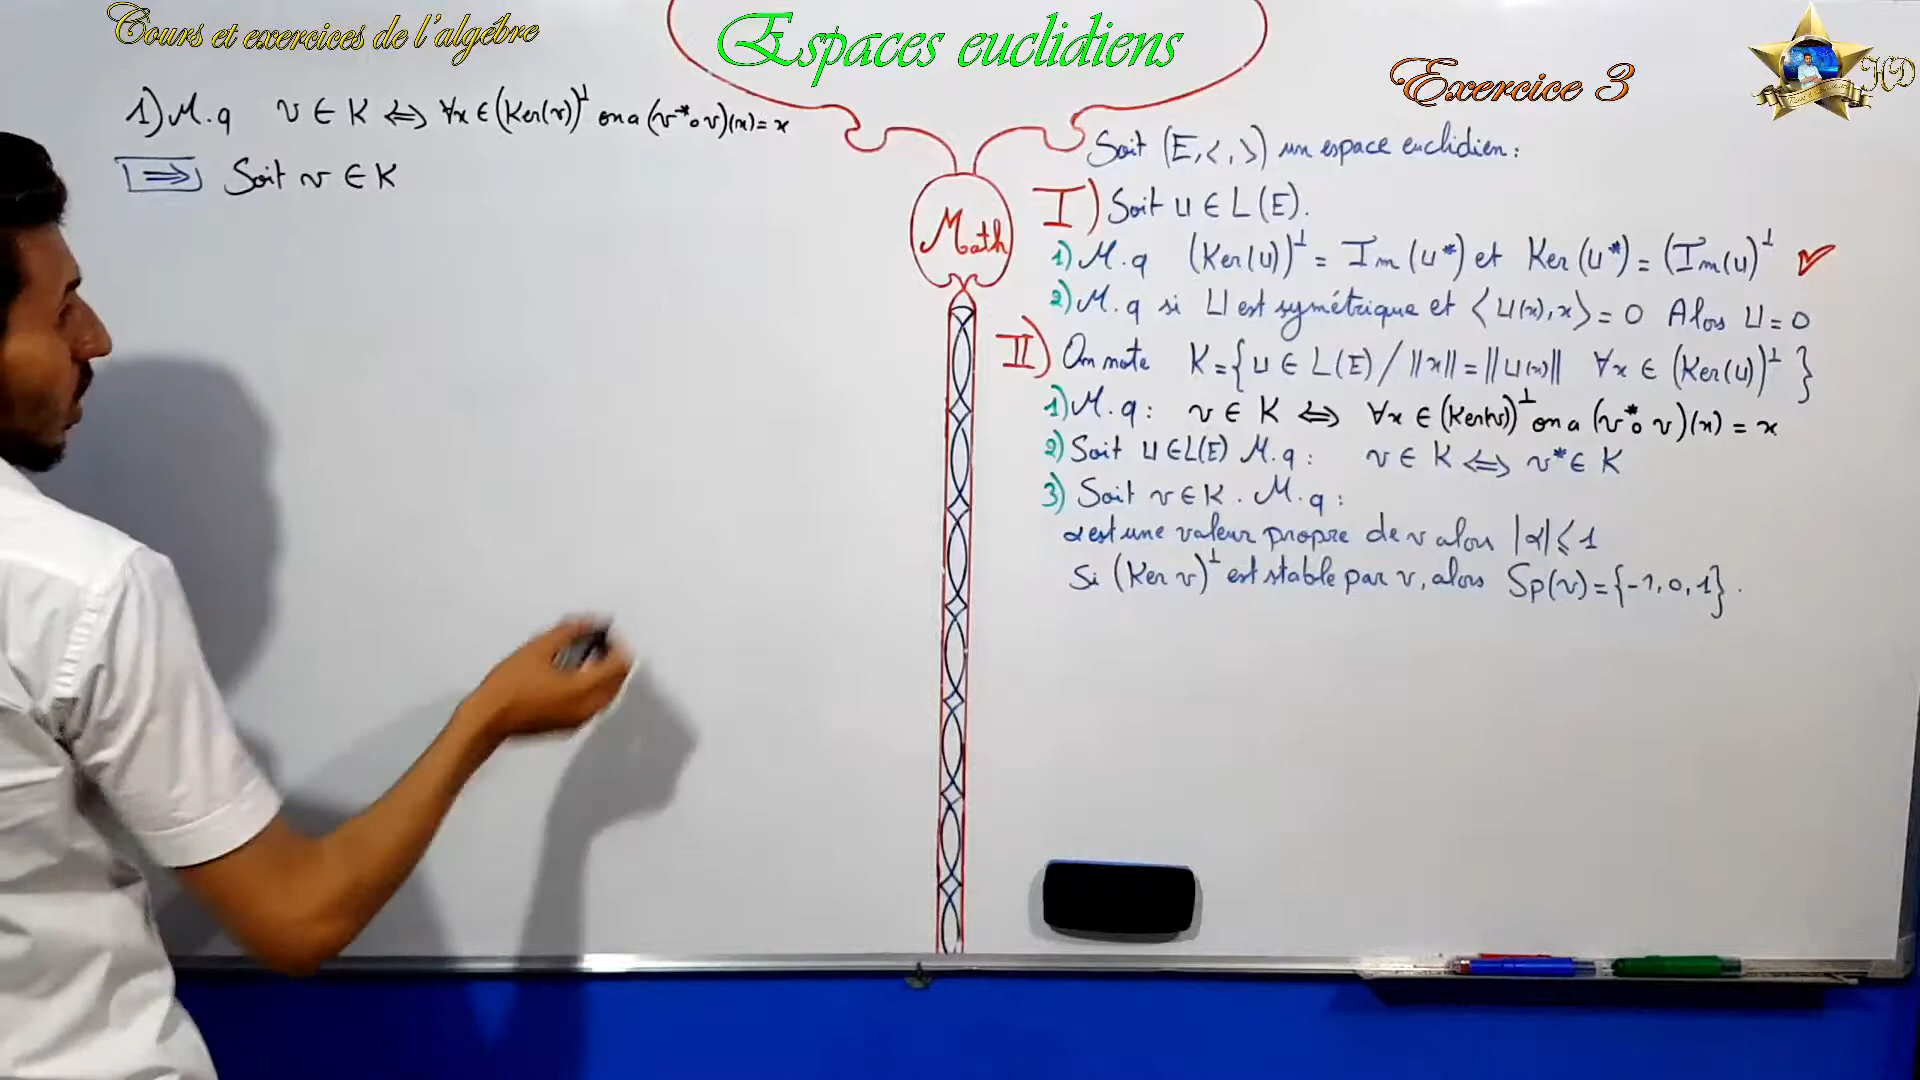 Cours et exercices de l'algébre
Espaces euclidiens
Exercice 3
HD
1) M.q v ∈ K ⟺ ∀x ∈ (Ker(v))^⊥ on a (v*∘v)(x) = x
⟹ Soit v ∈ K
Math
Soit (E,<,>) un espace euclidien :
I) Soit u ∈ L(E).
1) M.q (Ker(u))^⊥ = Im(u*) et Ker(u*) = (Im(u))^⊥ ✓
2) M.q si U est symétrique et <U(x),x> = 0 Alors U = 0
II) On note K = {u ∈ L(E) / ||x|| = ||U(x)|| ∀x ∈ (Ker(u))^⊥}
1) M.q : v ∈ K ⟺ ∀x ∈ (Ker(v))^⊥ on a (v*∘v)(x) = x
2) Soit u ∈ L(E) M.q : v ∈ K ⟺ v* ∈ K
3) Soit v ∈ K. M.q :
α est une valeur propre de v alors |α| ⩽ 1
Si (Ker v)^⊥ est stable par v, alors Sp(v) = {-1, 0, 1}.